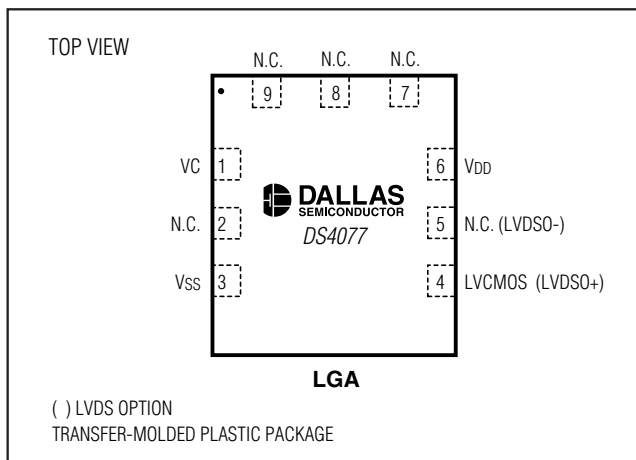 TOP VIEW
N.C. N.C. N.C.
9 8 7
VC 1 6 VDD
DALLAS
SEMICONDUCTOR
N.C. 2 5 N.C. (LVDSO-)
DS4077
VSS 3 4 LVCMOS (LVDSO+)
LGA
( ) LVDS OPTION
TRANSFER-MOLDED PLASTIC PACKAGE